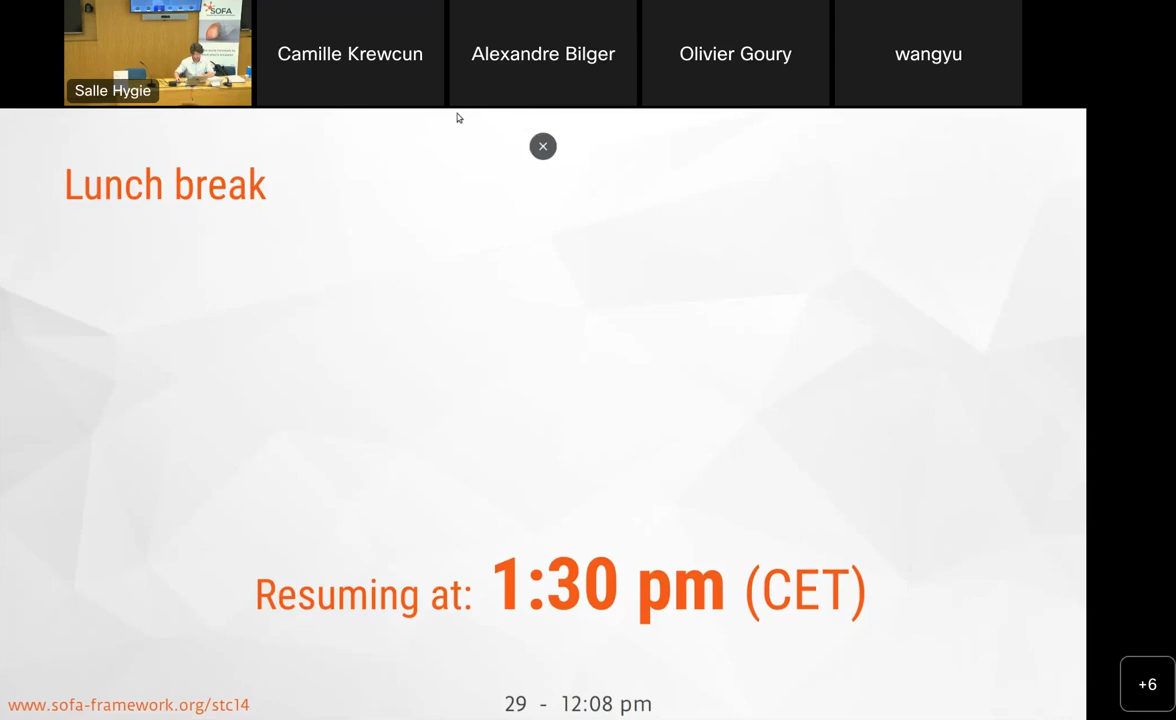 SOFA
Salle Hygie
Camille Krewcun
Alexandre Bilger
Olivier Goury
wangyu
Lunch break
Resuming at: 1:30 pm (CET)
www.sofa-framework.org/stc14
29 - 12:08 pm
+6